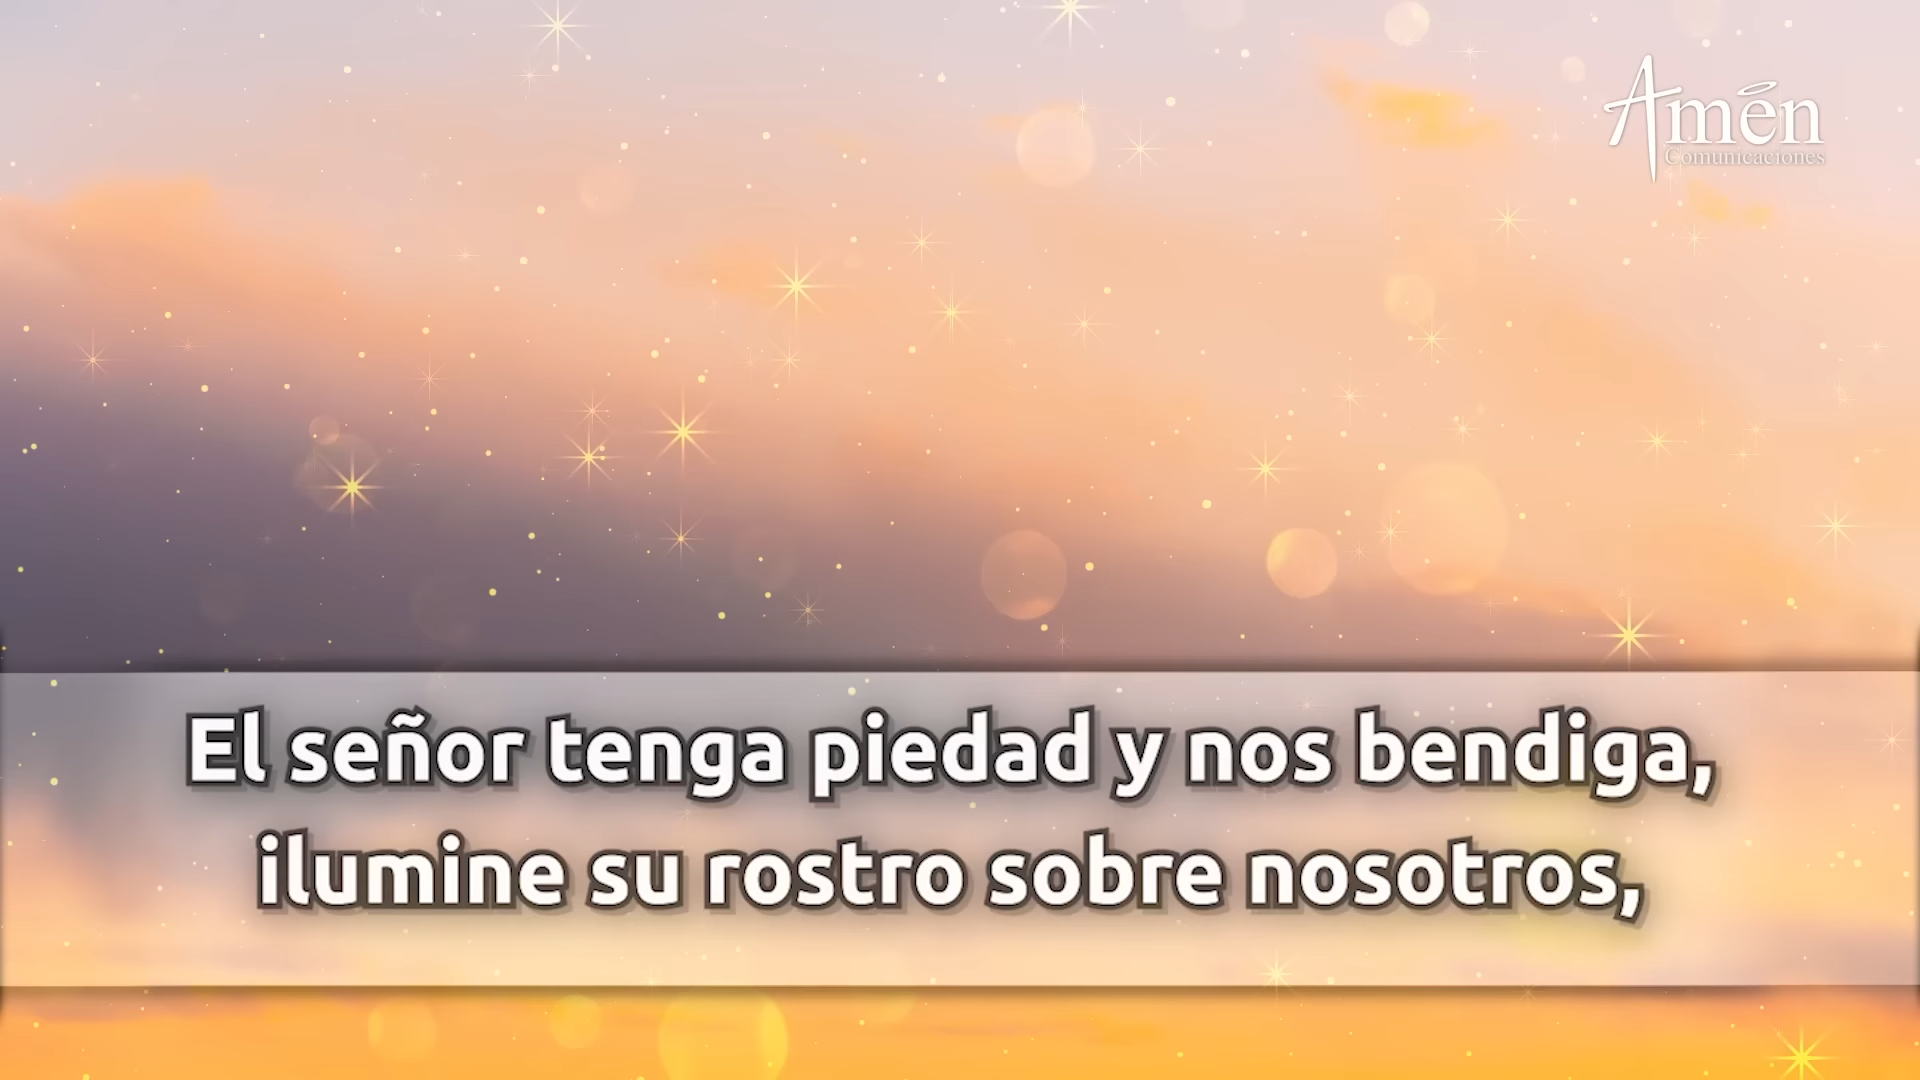 Amén
Comunicaciones
El señor tenga piedad y nos bendiga,
ilumine su rostro sobre nosotros,